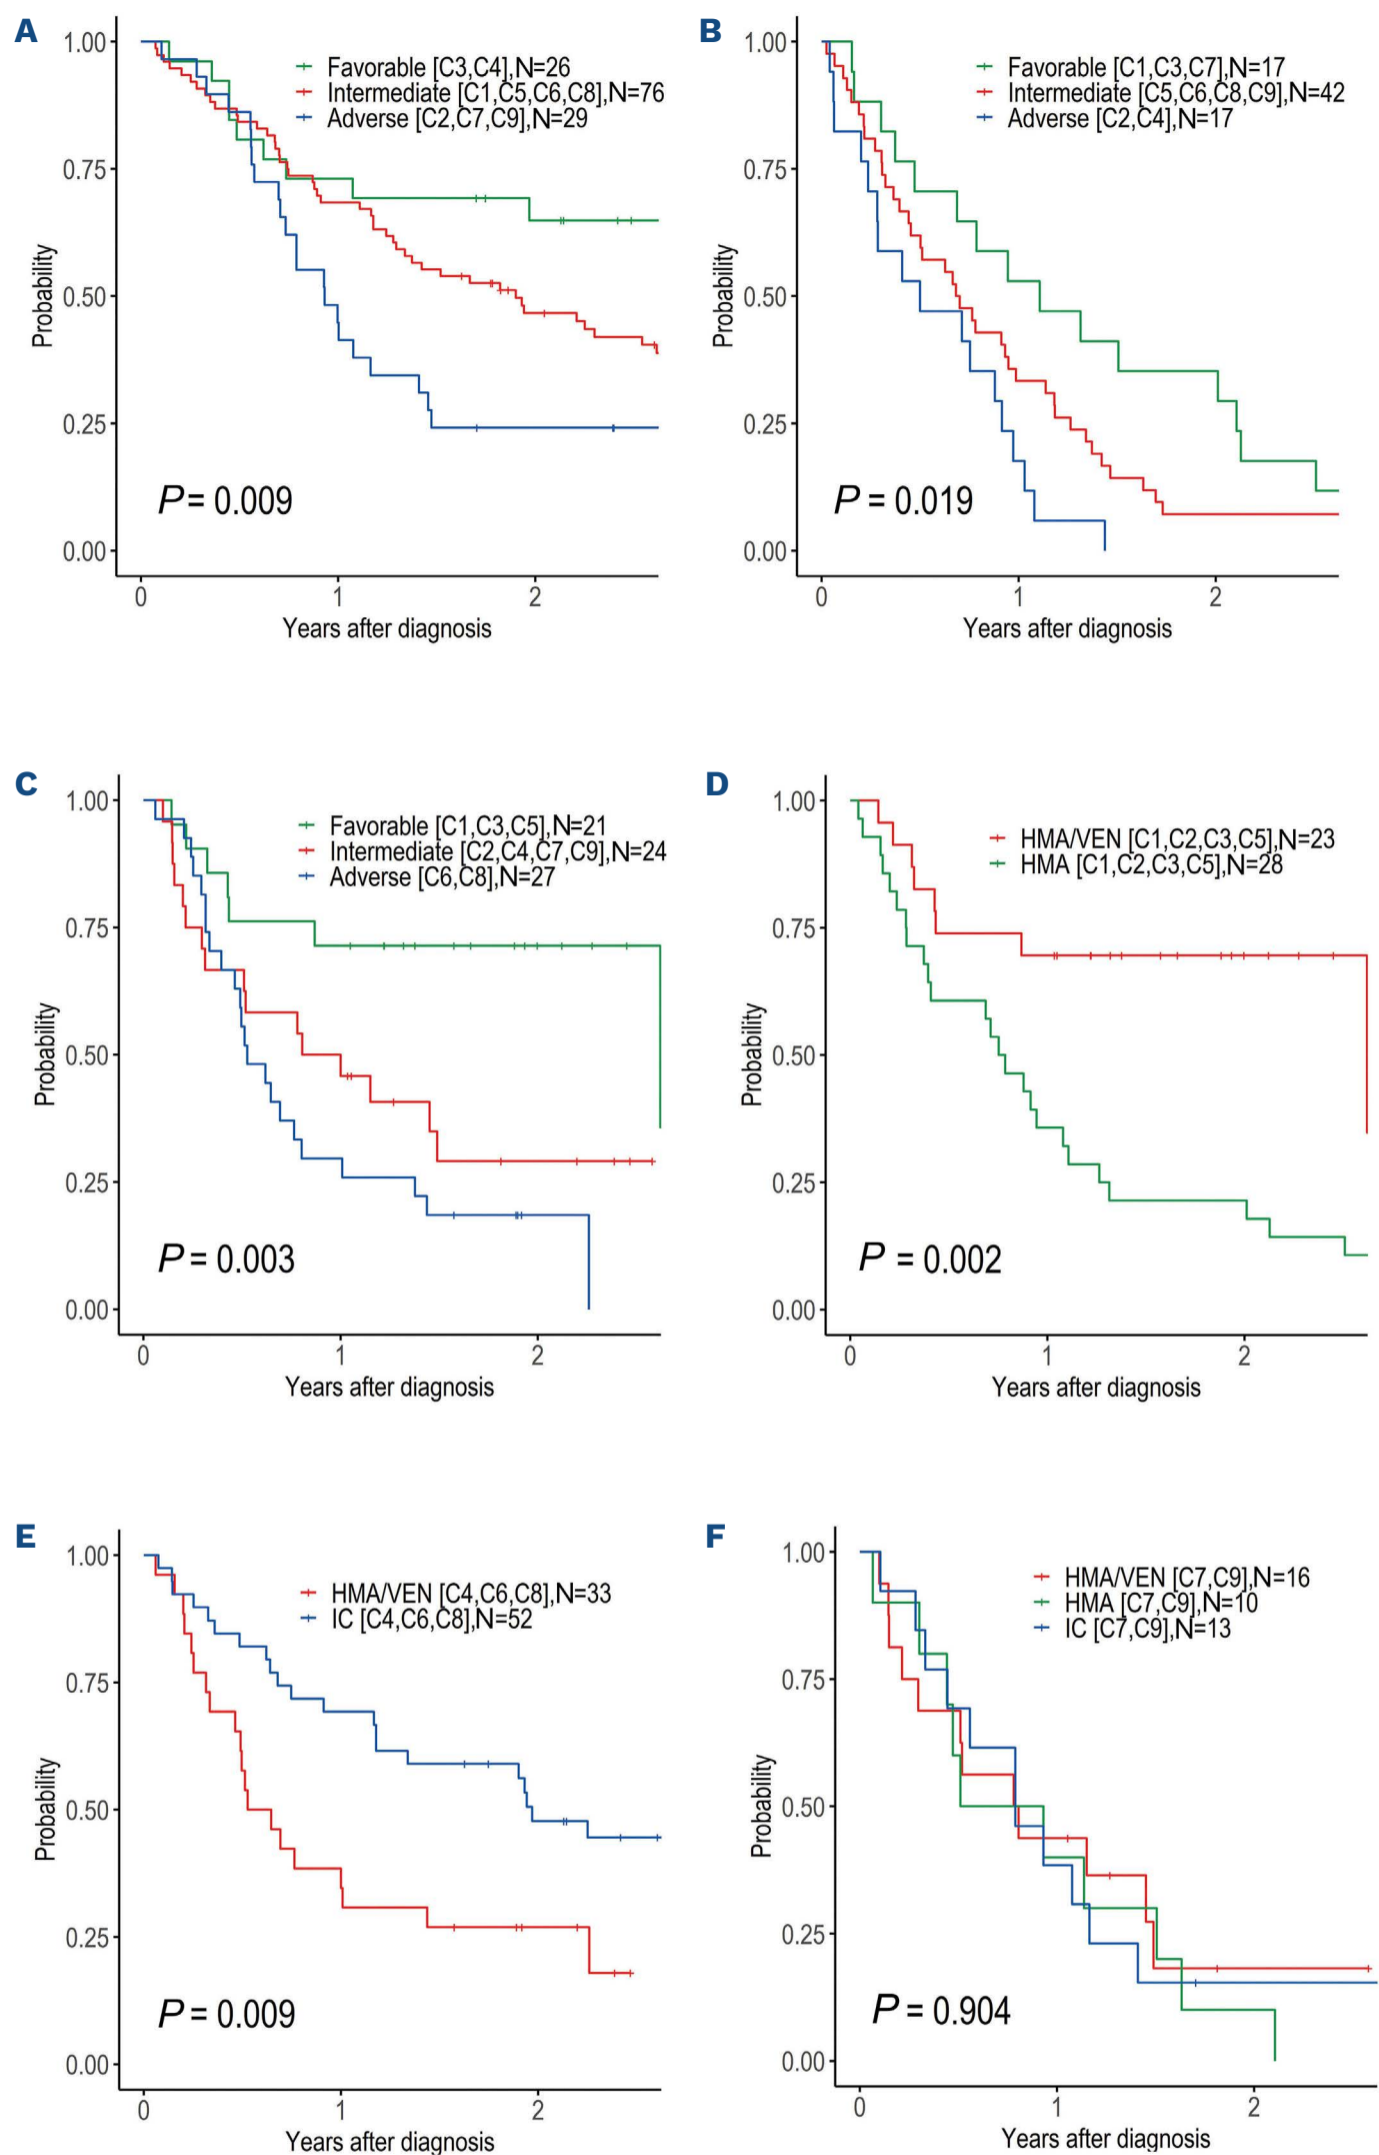 A
1.00
0.75
0.50
0.25
0.00
Probability
Favorable [C3,C4],N=26
Intermediate [C1,C5,C6,C8],N=76
Adverse [C2,C7,C9],N=29
P = 0.009
0 1 2
Years after diagnosis
B
1.00
0.75
0.50
0.25
0.00
Probability
Favorable [C1,C3,C7],N=17
Intermediate [C5,C6,C8,C9],N=42
Adverse [C2,C4],N=17
P = 0.019
0 1 2
Years after diagnosis
C
1.00
0.75
0.50
0.25
0.00
Probability
Favorable [C1,C3,C5],N=21
Intermediate [C2,C4,C7,C9],N=24
Adverse [C6,C8],N=27
P = 0.003
0 1 2
Years after diagnosis
D
1.00
0.75
0.50
0.25
0.00
Probability
HMA/VEN [C1,C2,C3,C5],N=23
HMA [C1,C2,C3,C5],N=28
P = 0.002
0 1 2
Years after diagnosis
E
1.00
0.75
0.50
0.25
0.00
Probability
HMA/VEN [C4,C6,C8],N=33
IC [C4,C6,C8],N=52
P = 0.009
0 1 2
Years after diagnosis
F
1.00
0.75
0.50
0.25
0.00
Probability
HMA/VEN [C7,C9],N=16
HMA [C7,C9],N=10
IC [C7,C9],N=13
P = 0.904
0 1 2
Years after diagnosis